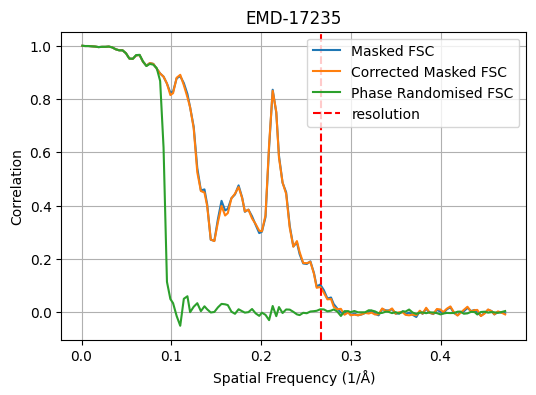 EMD-17235
Masked FSC
Corrected Masked FSC
Phase Randomised FSC
resolution
Correlation
1.0
0.8
0.6
0.4
0.2
0.0
0.0 0.1 0.2 0.3 0.4
Spatial Frequency (1/Å)